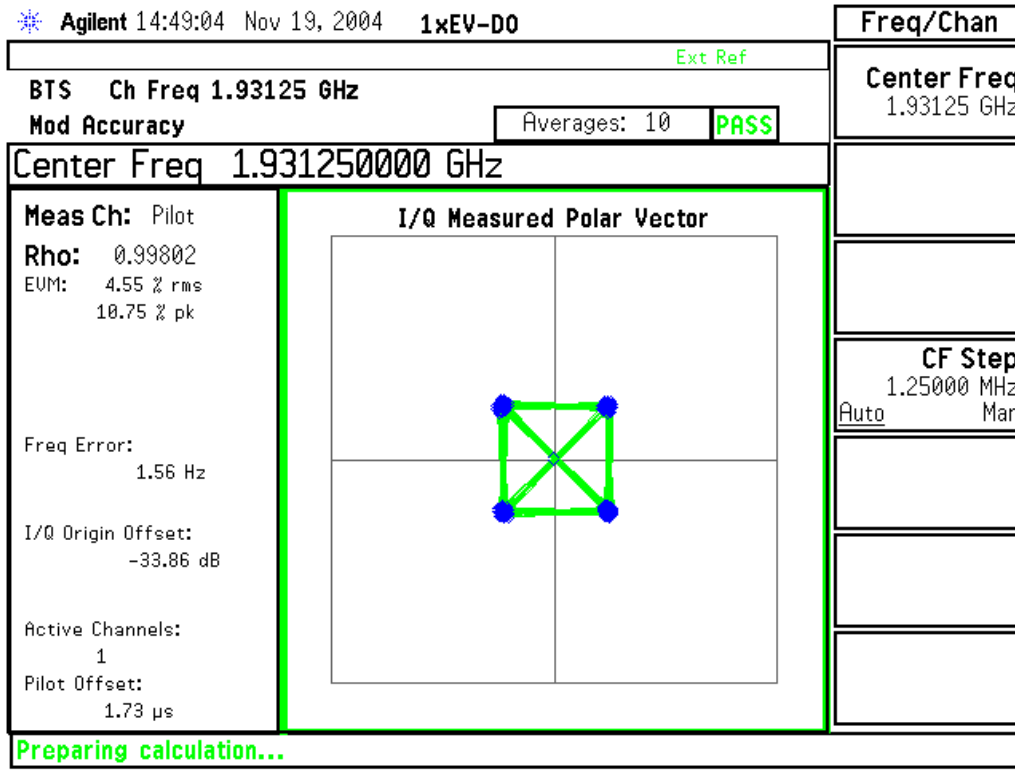 Agilent 14:49:04 Nov 19, 2004 1xEV-DO
Freq/Chan
Ext Ref
BTS Ch Freq 1.93125 GHz
Mod Accuracy
Averages: 10 PASS
Center Freq 1.931250000 GHz
Meas Ch: Pilot
Rho: 0.99802
EVM: 4.55 % rms
10.75 % pk
Freq Error:
1.56 Hz
I/Q Origin Offset:
-33.86 dB
Active Channels:
1
Pilot Offset:
1.73 µs
I/Q Measured Polar Vector
Center Freq
1.93125 GHz
CF Step
1.25000 MHz
Auto Man
Preparing calculation...